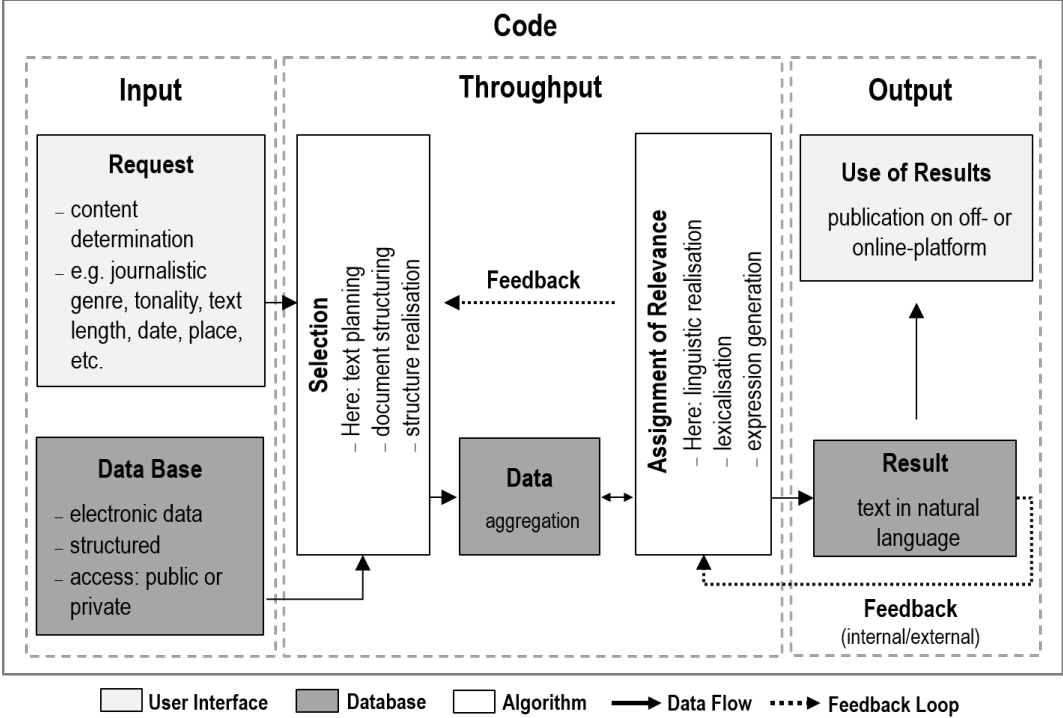 Code
Input
Request
– content
determination
– e.g. journalistic
genre, tonality, text
length, date, place,
etc.
Data Base
– electronic data
– structured
– access: public or
private
Throughput
Selection
– Here: text planning
– document structuring
– structure realisation
Feedback
Data
aggregation
Assignment of Relevance
– Here: linguistic realisation
– lexicalisation
– expression generation
Output
Use of Results
publication on off- or
online-platform
Result
text in natural
language
Feedback
(internal/external)
User Interface
Database
Algorithm
Data Flow
Feedback Loop